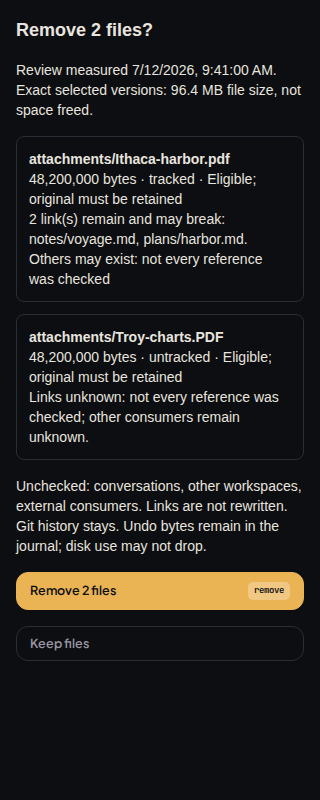 Remove 2 files?
Review measured 7/12/2026, 9:41:00 AM.
Exact selected versions: 96.4 MB file size, not
space freed.
attachments/Ithaca-harbor.pdf
48,200,000 bytes · tracked · Eligible;
original must be retained
2 link(s) remain and may break:
notes/voyage.md, plans/harbor.md.
Others may exist: not every reference
was checked
attachments/Troy-charts.PDF
48,200,000 bytes · untracked · Eligible;
original must be retained
Links unknown: not every reference was
checked; other consumers remain
unknown.
Unchecked: conversations, other workspaces,
external consumers. Links are not rewritten.
Git history stays. Undo bytes remain in the
journal; disk use may not drop.
Remove 2 files remove
Keep files